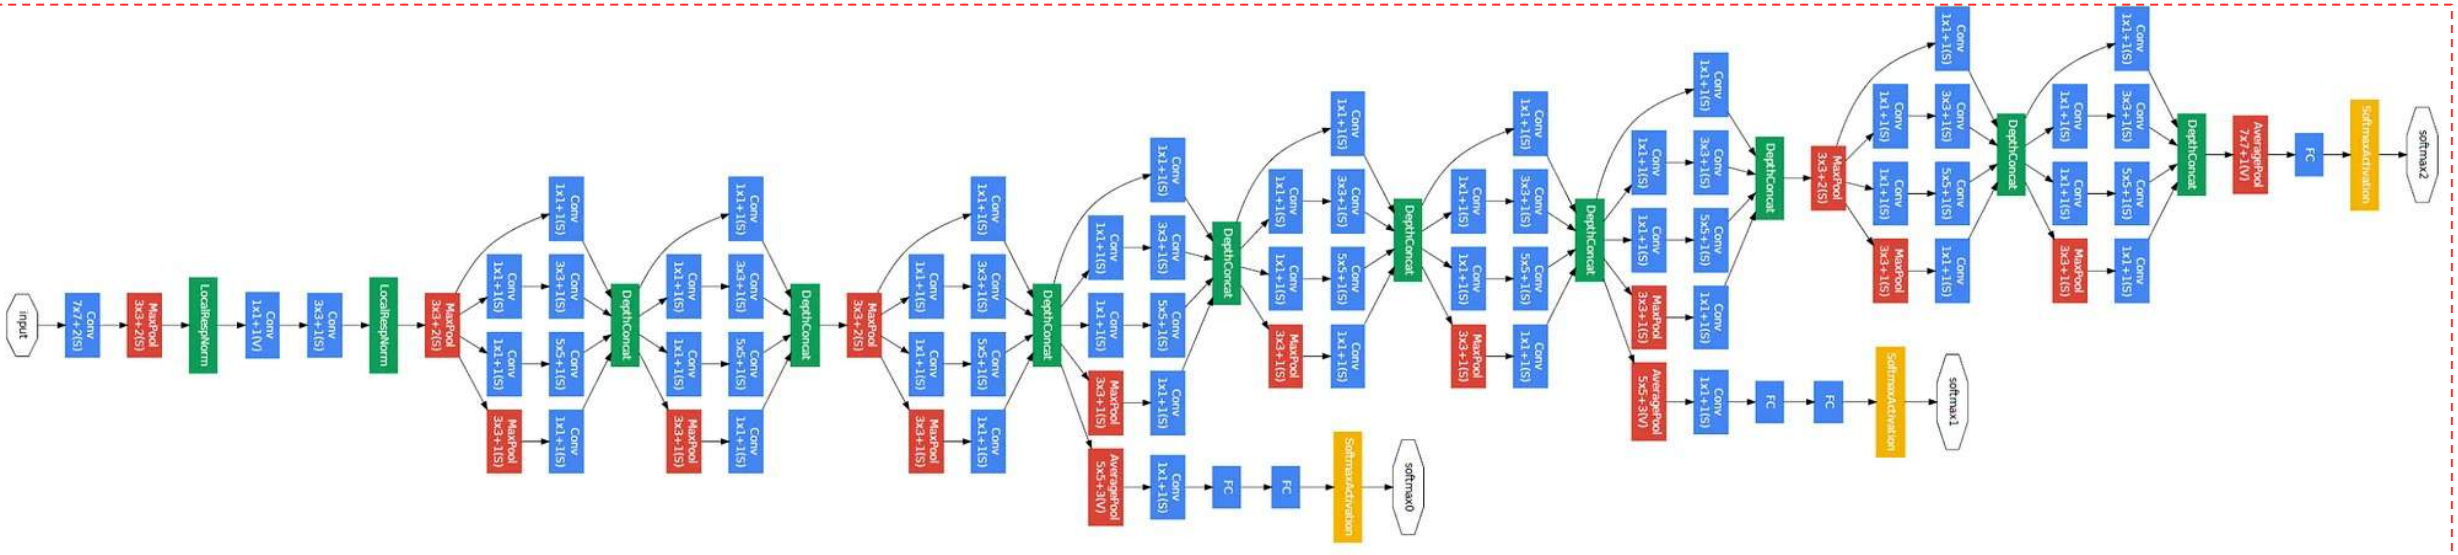 input
Conv
7x7+2(S)
MaxPool
3x3+2(S)
LocalRespNorm
Conv
1x1+1(V)
Conv
3x3+1(S)
LocalRespNorm
MaxPool
3x3+2(S)
Conv
1x1+1(S)
Conv
1x1+1(S)
MaxPool
3x3+1(S)
Conv
1x1+1(S)
Conv
3x3+1(S)
Conv
5x5+1(S)
Conv
1x1+1(S)
DepthConcat
Conv
1x1+1(S)
Conv
1x1+1(S)
MaxPool
3x3+1(S)
Conv
1x1+1(S)
Conv
3x3+1(S)
Conv
5x5+1(S)
Conv
1x1+1(S)
DepthConcat
MaxPool
3x3+2(S)
Conv
1x1+1(S)
Conv
1x1+1(S)
MaxPool
3x3+1(S)
Conv
1x1+1(S)
Conv
3x3+1(S)
Conv
5x5+1(S)
Conv
1x1+1(S)
DepthConcat
Conv
1x1+1(S)
Conv
1x1+1(S)
MaxPool
3x3+1(S)
AveragePool
5x5+3(V)
Conv
1x1+1(S)
Conv
3x3+1(S)
Conv
5x5+1(S)
Conv
1x1+1(S)
Conv
1x1+1(S)
DepthConcat
FC
FC
SoftmaxActivation
softmax0
Conv
1x1+1(S)
Conv
1x1+1(S)
MaxPool
3x3+1(S)
Conv
1x1+1(S)
Conv
3x3+1(S)
Conv
5x5+1(S)
Conv
1x1+1(S)
DepthConcat
Conv
1x1+1(S)
Conv
1x1+1(S)
MaxPool
3x3+1(S)
Conv
1x1+1(S)
Conv
3x3+1(S)
Conv
5x5+1(S)
Conv
1x1+1(S)
DepthConcat
Conv
1x1+1(S)
Conv
1x1+1(S)
MaxPool
3x3+1(S)
AveragePool
5x5+3(V)
Conv
1x1+1(S)
Conv
3x3+1(S)
Conv
5x5+1(S)
Conv
1x1+1(S)
Conv
1x1+1(S)
DepthConcat
FC
FC
SoftmaxActivation
softmax1
MaxPool
3x3+2(S)
Conv
1x1+1(S)
Conv
1x1+1(S)
MaxPool
3x3+1(S)
Conv
1x1+1(S)
Conv
3x3+1(S)
Conv
5x5+1(S)
Conv
1x1+1(S)
DepthConcat
Conv
1x1+1(S)
Conv
1x1+1(S)
MaxPool
3x3+1(S)
Conv
1x1+1(S)
Conv
3x3+1(S)
Conv
5x5+1(S)
Conv
1x1+1(S)
DepthConcat
AveragePool
7x7+1(V)
FC
SoftmaxActivation
softmax2